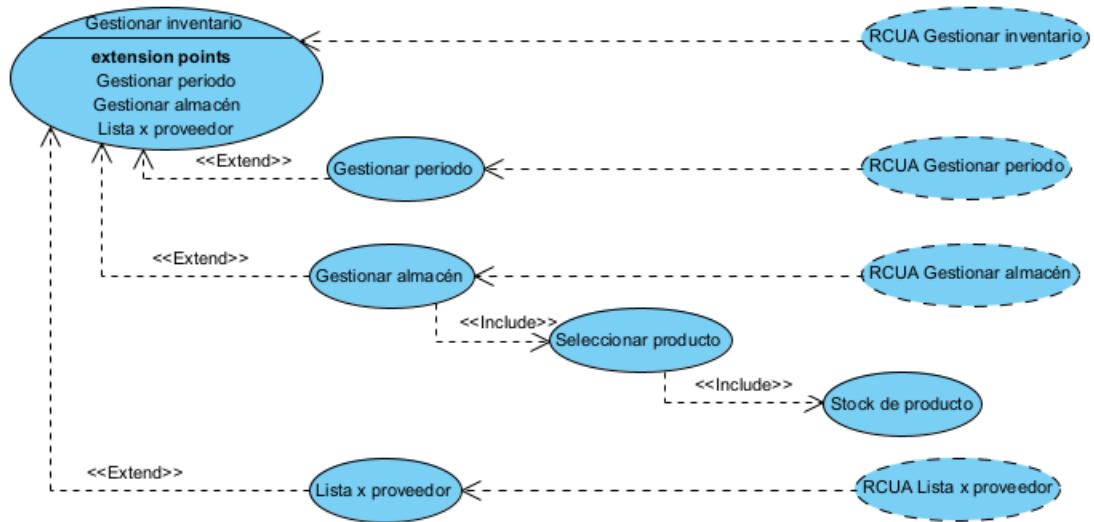 Gestionar inventario
extension points
Gestionar periodo
Gestionar almacén
Lista x proveedor
RCUA Gestionar inventario
<<Extend>>
Gestionar periodo
RCUA Gestionar periodo
<<Extend>>
Gestionar almacén
RCUA Gestionar almacén
<<Include>>
Seleccionar producto
<<Include>>
Stock de producto
<<Extend>>
Lista x proveedor
RCUA Lista x proveedor